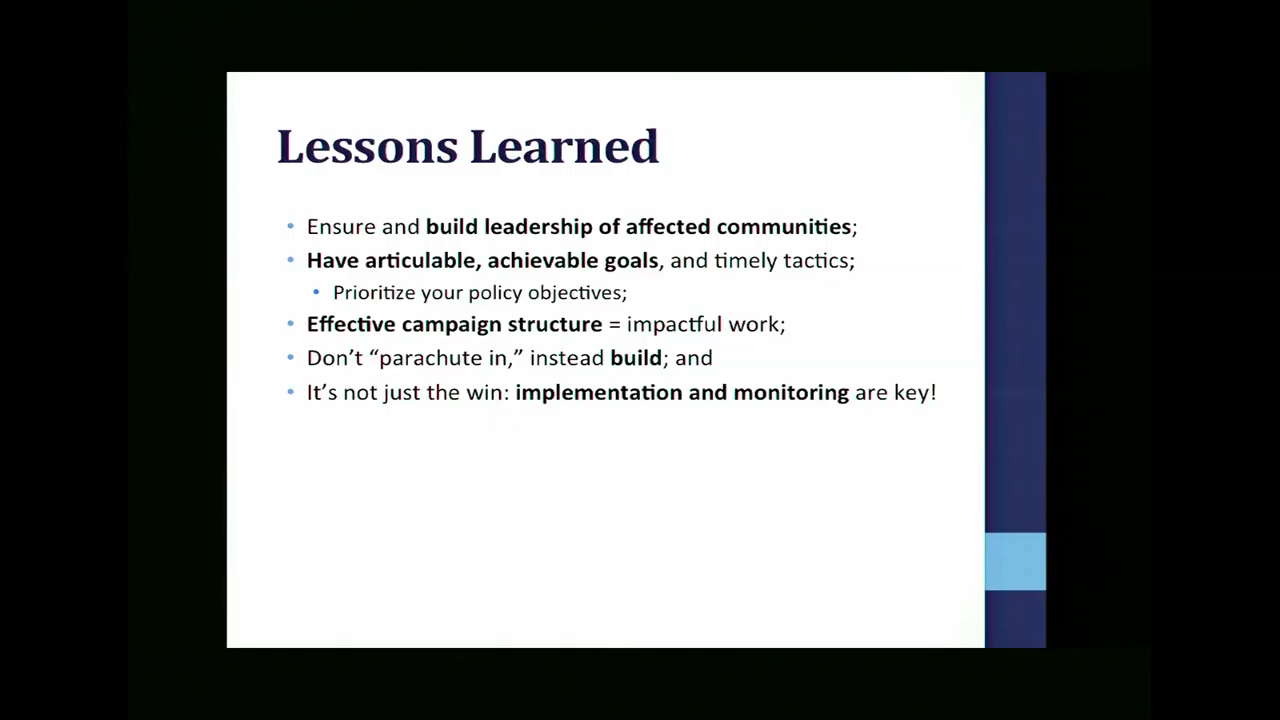 Lessons Learned
• Ensure and build leadership of affected communities;
• Have articulable, achievable goals, and timely tactics;
• Prioritize your policy objectives;
• Effective campaign structure = impactful work;
• Don’t “parachute in,” instead build; and
• It’s not just the win: implementation and monitoring are key!